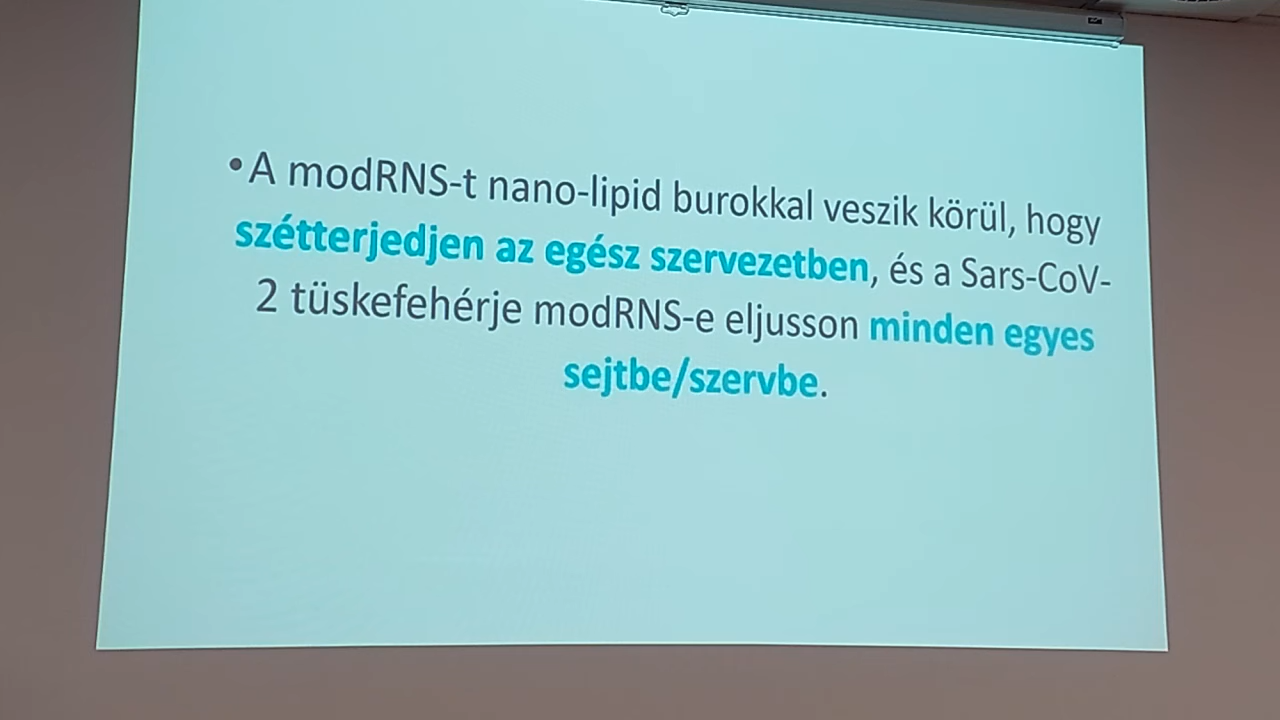 •A modRNS-t nano-lipid burokkal veszik körül, hogy
szétterjedjen az egész szervezetben, és a Sars-CoV-
2 tüskefehérje modRNS-e eljusson minden egyes
sejtbe/szervbe.